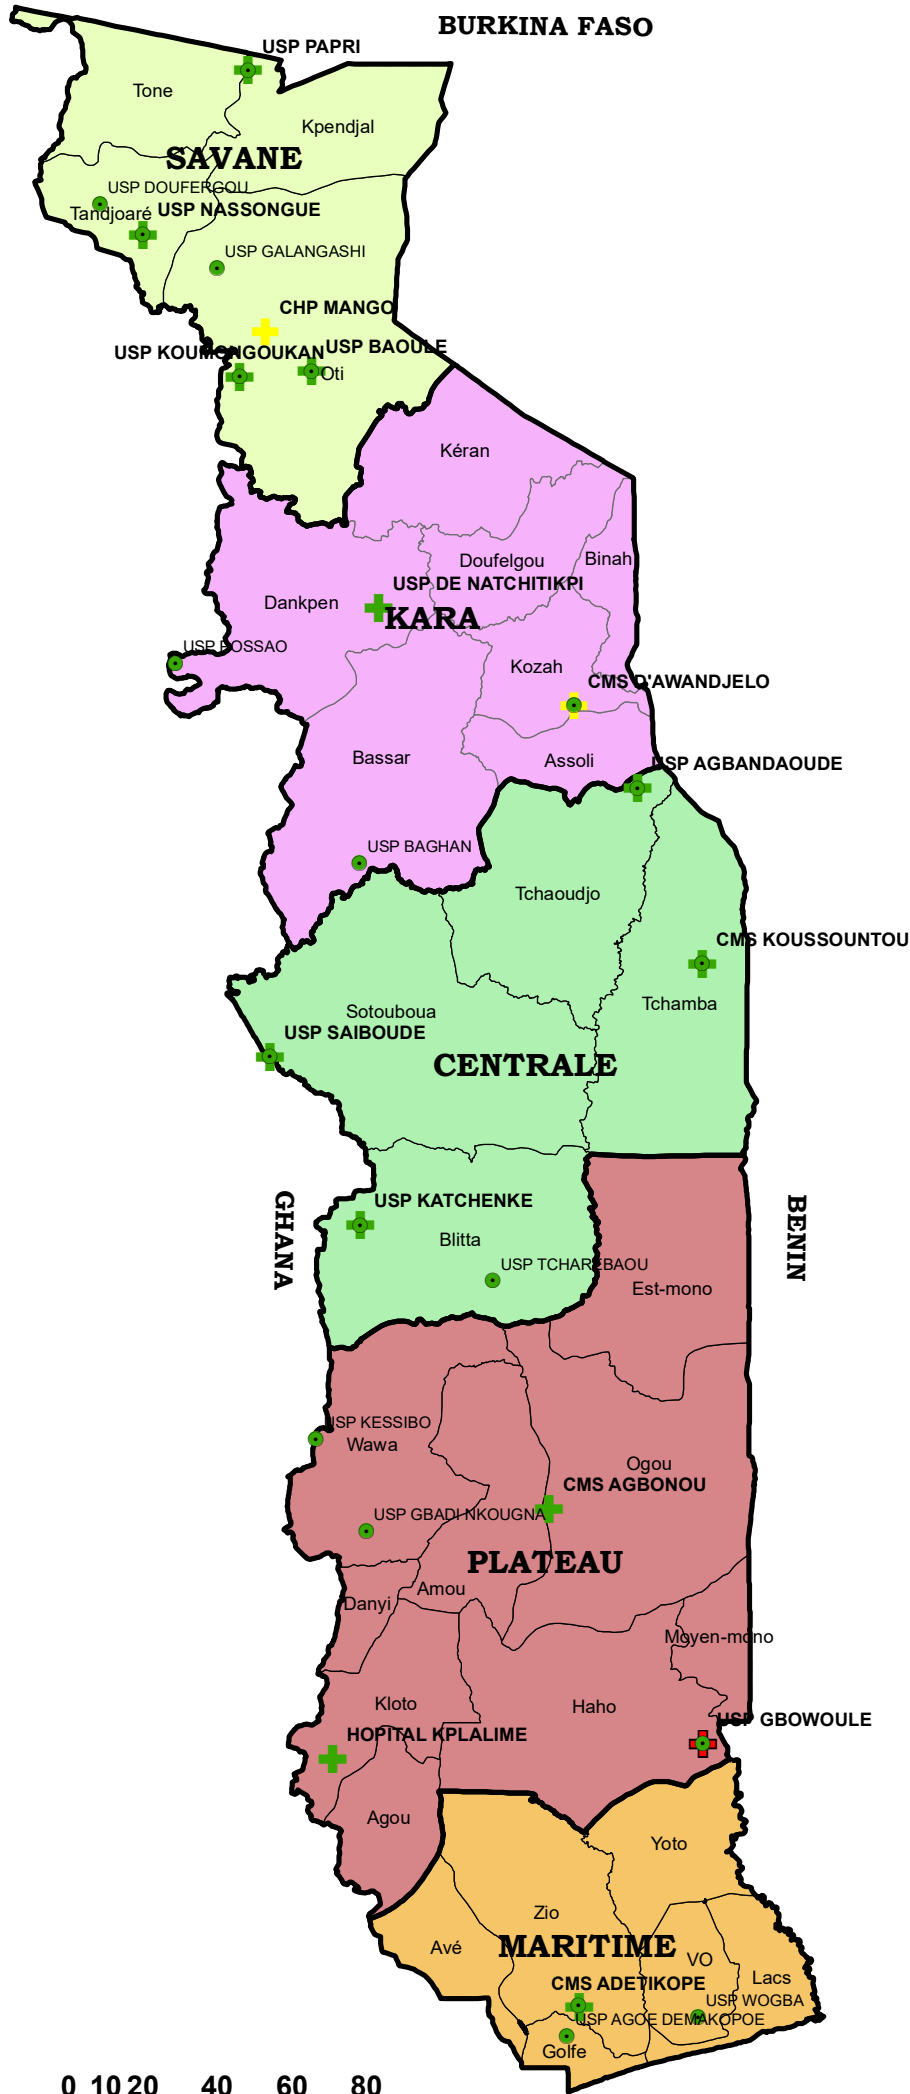 BURKINA FASO
USP PAPRI
Tone
Kpendjal
SAVANE
USP DOUFERGOU
Tandjoaré
USP NASSONGUE
USP GALANGASHI
CHP MANGO
USP KOUMONGOUKAN
USP BAOULE
Oti
Kéran
Doufelgou
Binah
USP DE NATCHITIKPI
Dankpen
KARA
USP BOSSAO
Kozah
CMS D'AWANDJELO
Bassar
Assoli
USP AGBANDAOUDE
USP BAGHAN
Tchaoudjo
CMS KOUSSOUNTOU
Tchamba
Sotouboua
USP SAIBOUDE
CENTRALE
GHANA
BENIN
USP KATCHENKE
Blitta
USP TCHAREBAOU
Est-mono
USP KESSIBO
Wawa
Ogou
CMS AGBONOU
USP GBADI NKOUGNA
PLATEAU
Amou
Danyi
Moyen-mono
Kloto
Haho
USP GBOWOULE
HOPITAL KPLALIME
Agou
Yoto
Zio
Avé
MARITIME
VO
Lacs
CMS ADETIKOPE
USP WOGBA
USP AGOE DEMAKOPOE
Golfe
0 10 20 40 60 80